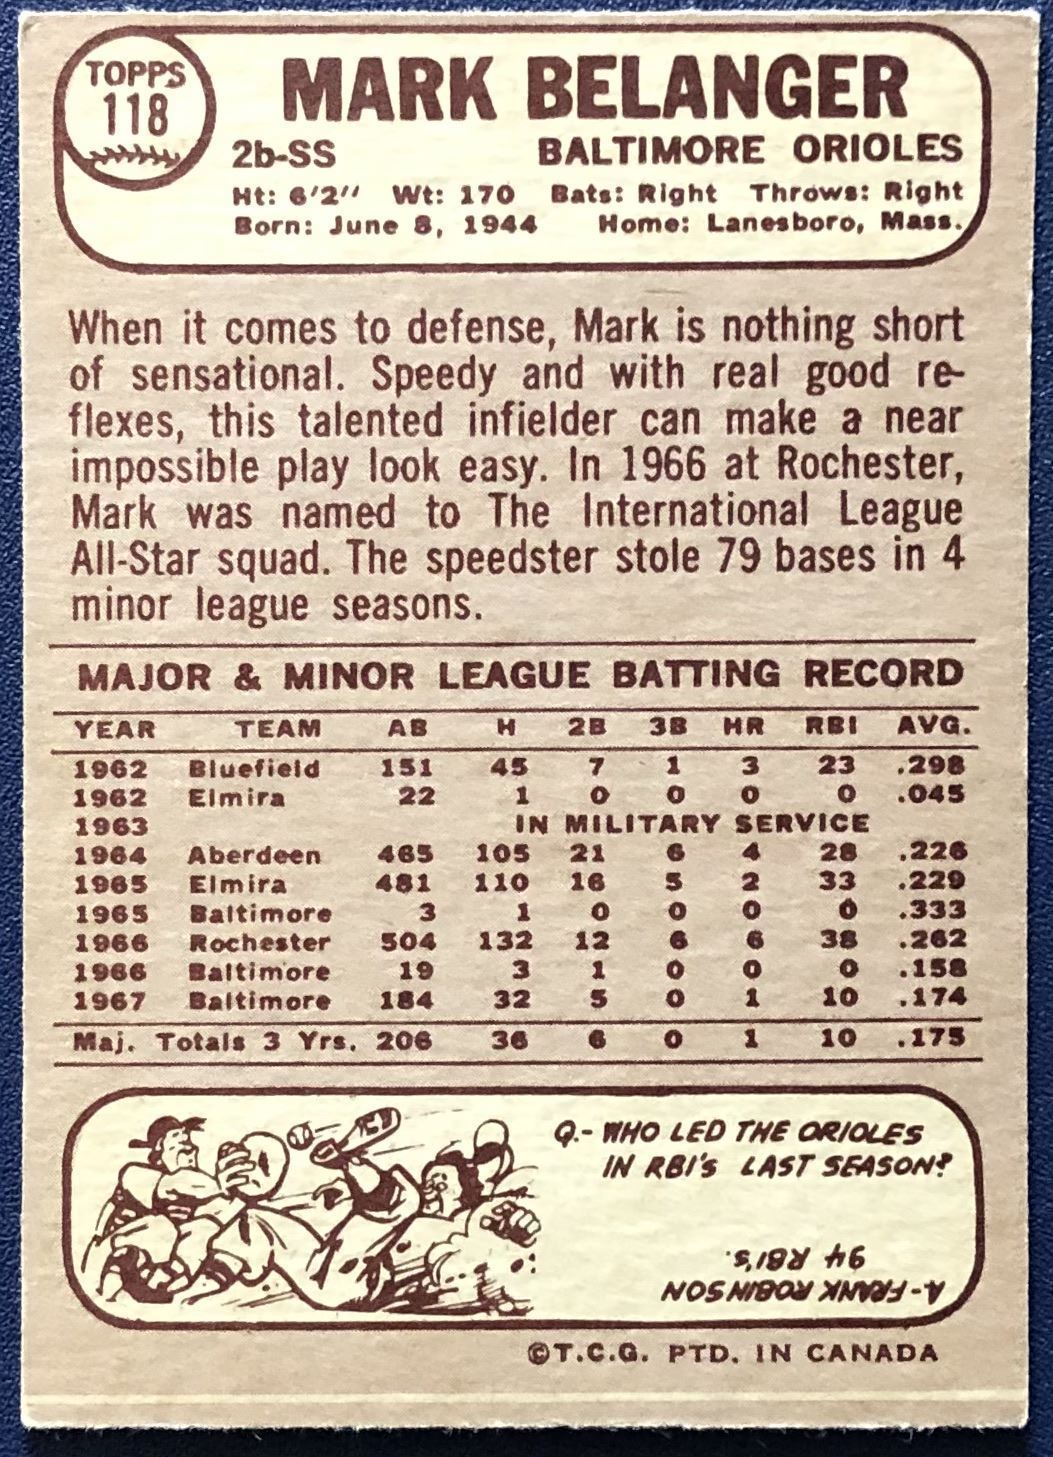 TOPPS
118
MARK BELANGER
2b-SS BALTIMORE ORIOLES
Ht: 6'2" Wt: 170 Bats: Right Throws: Right
Born: June 8, 1944 Home: Lanesboro, Mass.
When it comes to defense, Mark is nothing short
of sensational. Speedy and with real good re-
flexes, this talented infielder can make a near
impossible play look easy. In 1966 at Rochester,
Mark was named to The International League
All-Star squad. The speedster stole 79 bases in 4
minor league seasons.
MAJOR & MINOR LEAGUE BATTING RECORD
YEAR TEAM AB H 2B 3B HR RBI AVG.
1962 Bluefield 151 45 7 1 3 23 .298
1962 Elmira 22 1 0 0 0 0 .045
1963 IN MILITARY SERVICE
1964 Aberdeen 465 105 21 6 4 28 .226
1965 Elmira 481 110 16 5 2 33 .229
1965 Baltimore 3 1 0 0 0 0 .333
1966 Rochester 504 132 12 6 6 38 .262
1966 Baltimore 19 3 1 0 0 0 .158
1967 Baltimore 184 32 5 0 1 10 .174
Maj. Totals 3 Yrs. 206 36 6 0 1 10 .175
Q.- WHO LED THE ORIOLES
IN RBI'S LAST SEASON?
A-FRANK ROBINSON
94 RBI'S.
©T.C.G. PTD. IN CANADA